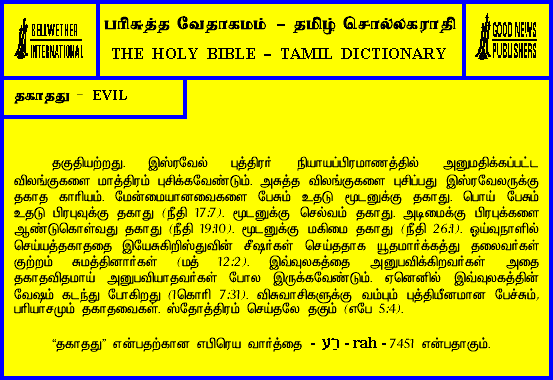 BELLWETHER
INTERNATIONAL
பரிசுத்த வேதாகமம் – தமிழ் சொல்லகராதி
THE HOLY BIBLE – TAMIL DICTIONARY
GOOD NEWS
PUBLISHERS
தகாதது – EVIL
தகுதியற்றது. இஸ்ரவேல் புத்திரர் நியாயப்பிரமாணத்தில் அனுமதிக்கப்பட்ட
விலங்குகளை மாத்திரம் புசிக்கவேண்டும். அசுத்த விலங்குகளை புசிப்பது இஸ்ரவேலருக்கு
தகாத காரியம். மேன்மையானவைகளை பேசும் உதடு மூடனுக்கு தகாது. பொய் பேசும்
உதடு பிரபுவுக்கு தகாது (நீதி 17:7). மூடனுக்கு செல்வம் தகாது. அடிமைக்கு பிரபுக்களை
ஆண்டுகொள்வது தகாது (நீதி 19:10). மூடனுக்கு மகிமை தகாது (நீதி 26:1). ஓய்வுநாளில்
செய்யத்தகாததை இயேசுகிறிஸ்துவின் சீஷர்கள் செய்ததாக யூதமார்க்கத்து தலைவர்கள்
குற்றம் சுமத்தினார்கள் (மத் 12:2). இவ்வுலகத்தை அனுபவிக்கிறவர்கள் அதை
தகாதவிதமாய் அனுபவியாதவர்கள் போல இருக்கவேண்டும். ஏனெனில் இவ்வுலகத்தின்
வேஷம் கடந்து போகிறது (1கொரி 7:31). விசுவாசிகளுக்கு வம்பும் புத்தியீனமான பேச்சும்,
பரியாசமும் தகாதவைகள். ஸ்தோத்திரம் செய்தலே தகும் (எபே 5:4).
“தகாதது” என்பதற்கான எபிரெய வார்த்தை - רע - rah - 7451 என்பதாகும்.